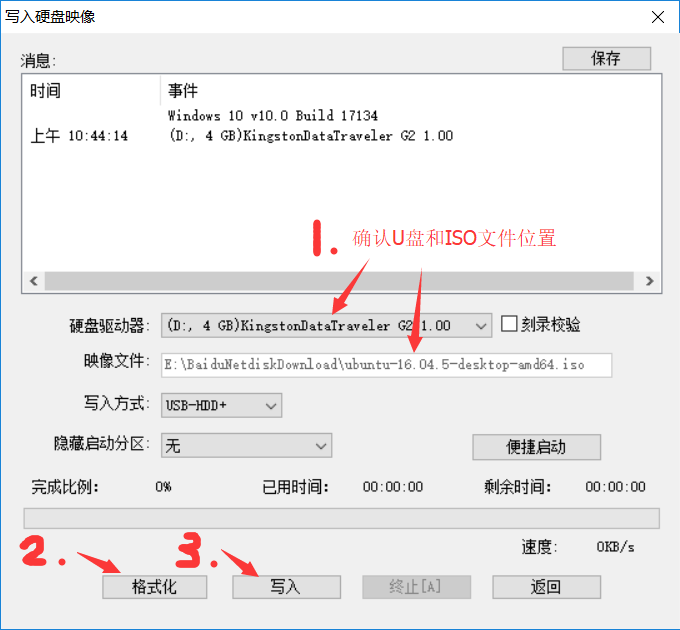 写入硬盘映像
消息:
保存
时间 事件
Windows 10 v10.0 Build 17134
上午 10:44:14 (D:, 4 GB)KingstonDataTraveler G2 1.00
1. 确认U盘和ISO文件位置
硬盘驱动器: (D:, 4 GB)KingstonDataTraveler G2 1.00 刻录校验
映像文件: E:\BaiduNetdiskDownload\ubuntu-16.04.5-desktop-amd64.iso
写入方式: USB-HDD+
隐藏启动分区: 无 便捷启动
完成比例: 0% 已用时间: 00:00:00 剩余时间: 00:00:00
速度: 0KB/s
2. 3.
格式化 写入 终止[A] 返回